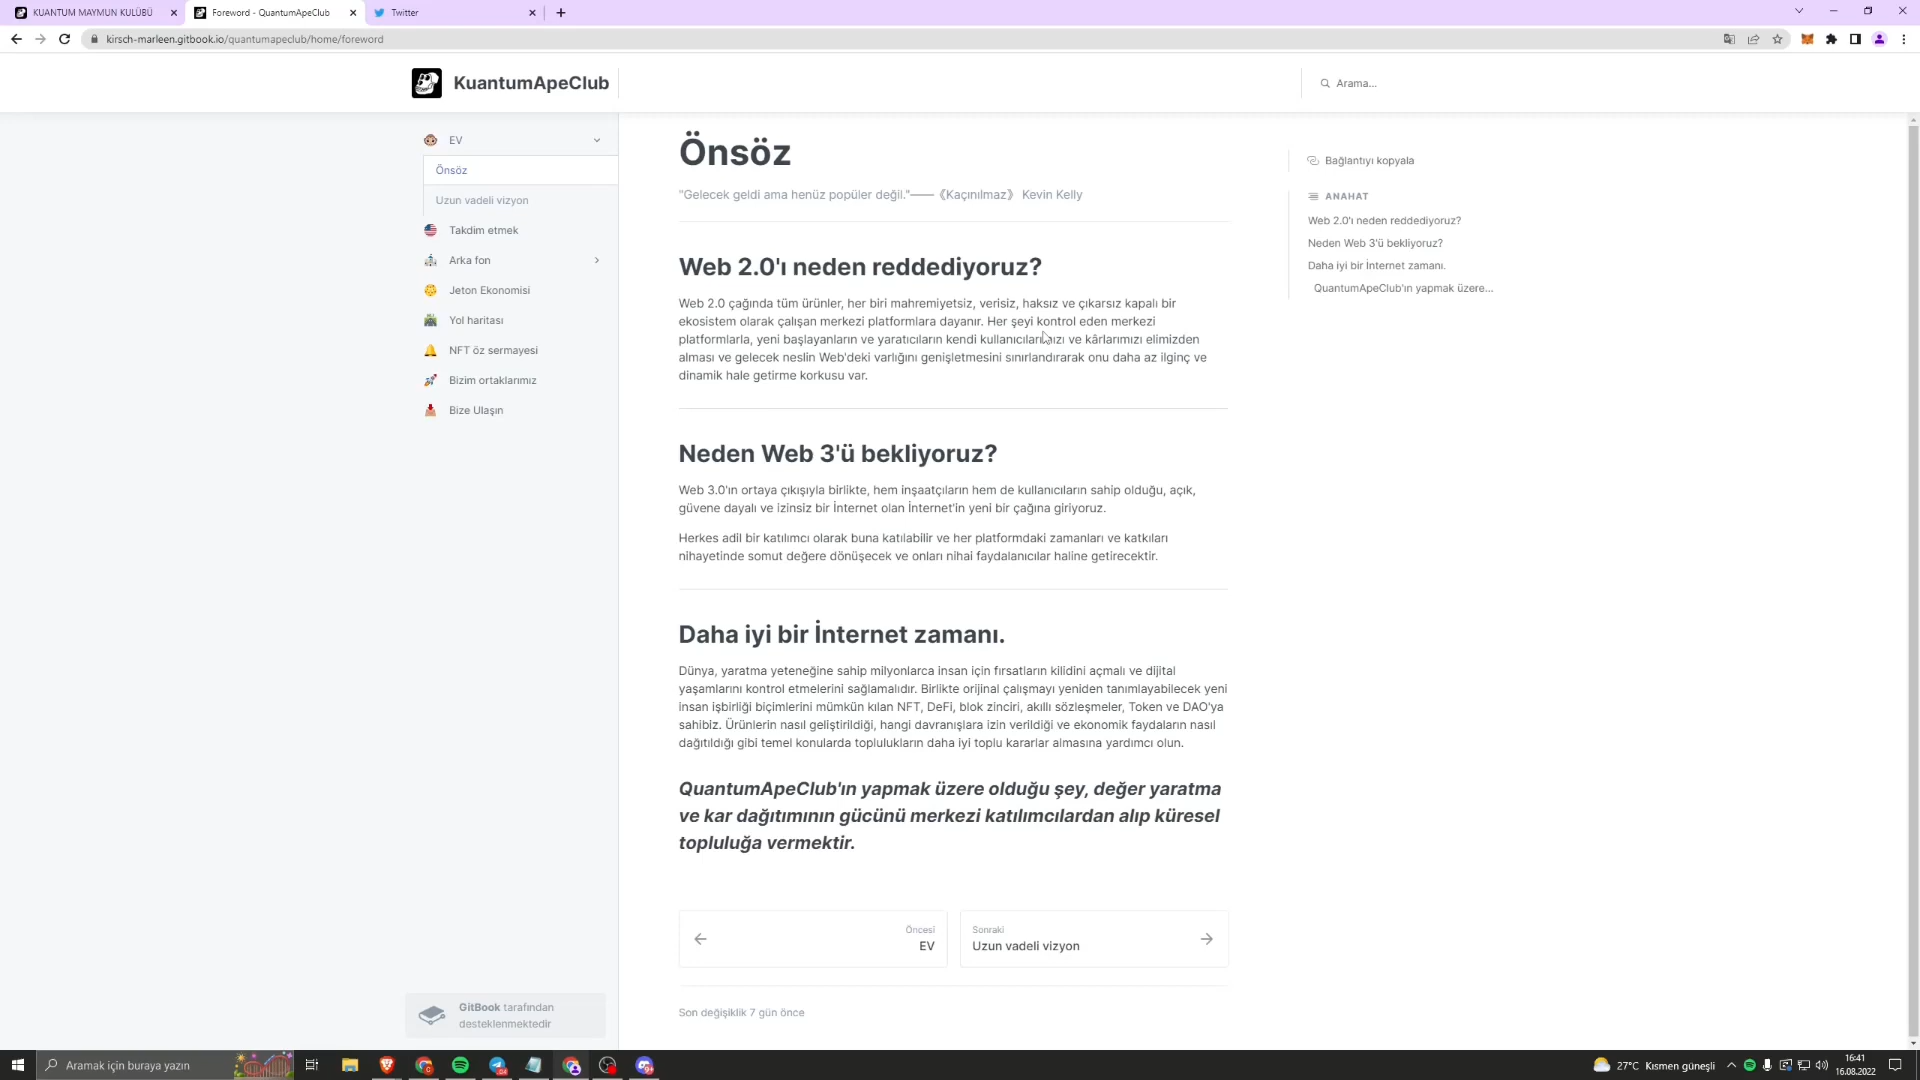 KUANTUM MAYMUN KULÜBÜ
Foreword - QuantumApeClub
Twitter
kirsch-marleen.gitbook.io/quantumapeclub/home/foreword
KuantumApeClub
Arama...
EV
Önsöz
Uzun vadeli vizyon
Takdim etmek
Arka fon
Jeton Ekonomisi
Yol haritası
NFT öz sermayesi
Bizim ortaklarımız
Bize Ulaşın
GitBook tarafından
desteklenmektedir
Önsöz
"Gelecek geldi ama henüz popüler değil."——《Kaçınılmaz》 Kevin Kelly
Web 2.0'ı neden reddediyoruz?
Web 2.0 çağında tüm ürünler, her biri mahremiyetsiz, verisiz, haksız ve çıkarsız kapalı bir
ekosistem olarak çalışan merkezi platformlara dayanır. Her şeyi kontrol eden merkezi
platformlarla, yeni başlayanların ve yaratıcıların kendi kullanıcılarımızı ve kârlarımızı elimizden
alması ve gelecek neslin Web'deki varlığını genişletmesini sınırlandırarak onu daha az ilginç ve
dinamik hale getirme korkusu var.
Neden Web 3'ü bekliyoruz?
Web 3.0'ın ortaya çıkışıyla birlikte, hem inşaatçıların hem de kullanıcıların sahip olduğu, açık,
güvene dayalı ve izinsiz bir İnternet olan İnternet'in yeni bir çağına giriyoruz.
Herkes adil bir katılımcı olarak buna katılabilir ve her platformdaki zamanları ve katkıları
nihayetinde somut değere dönüşecek ve onları nihai faydalanıcılar haline getirecektir.
Daha iyi bir İnternet zamanı.
Dünya, yaratma yeteneğine sahip milyonlarca insan için fırsatların kilidini açmalı ve dijital
yaşamlarını kontrol etmelerini sağlamalıdır. Birlikte orijinal çalışmayı yeniden tanımlayabilecek yeni
insan işbirliği biçimlerini mümkün kılan NFT, DeFi, blok zinciri, akıllı sözleşmeler, Token ve DAO'ya
sahibiz. Ürünlerin nasıl geliştirildiği, hangi davranışlara izin verildiği ve ekonomik faydaların nasıl
dağıtıldığı gibi temel konularda toplulukların daha iyi toplu kararlar almasına yardımcı olun.
QuantumApeClub'ın yapmak üzere olduğu şey, değer yaratma
ve kar dağıtımının gücünü merkezi katılımcılardan alıp küresel
topluluğa vermektir.
Öncesi
EV
Sonraki
Uzun vadeli vizyon
Son değişiklik 7 gün önce
Bağlantıyı kopyala
ANAHAT
Web 2.0'ı neden reddediyoruz?
Neden Web 3'ü bekliyoruz?
Daha iyi bir İnternet zamanı.
QuantumApeClub'ın yapmak üzere...
Aramak için buraya yazın
27°C Kısmen güneşli
16:41
16.08.2022